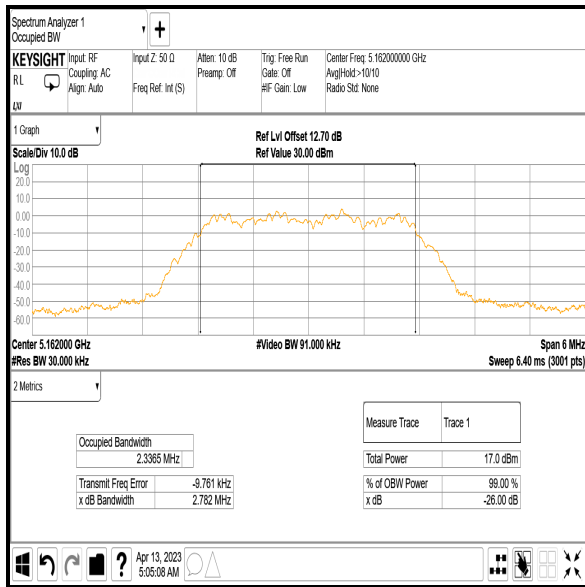 Spectrum Analyzer 1
Occupied BW
KEYSIGHT
RL
LXI
Input: RF
Coupling: AC
Align: Auto
Input Z: 50 Ω
Freq Ref: Int (S)
Atten: 10 dB
Preamp: Off
Trig: Free Run
Gate: Off
#IF Gain: Low
Center Freq: 5.162000000 GHz
Avg|Hold:>10/10
Radio Std: None
1 Graph
Scale/Div 10.0 dB
Ref Lvl Offset 12.70 dB
Ref Value 30.00 dBm
Log
20.0
10.0
0.00
-10.0
-20.0
-30.0
-40.0
-50.0
-60.0
Center 5.162000 GHz
#Video BW 91.000 kHz
Span 6 MHz
#Res BW 30.000 kHz
Sweep 6.40 ms (3001 pts)
2 Metrics
Occupied Bandwidth
2.3365 MHz
Transmit Freq Error -9.761 kHz
x dB Bandwidth 2.782 MHz
Measure Trace Trace 1
Total Power 17.0 dBm
% of OBW Power 99.00 %
x dB -26.00 dB
?
Apr 13, 2023
5:05:08 AM